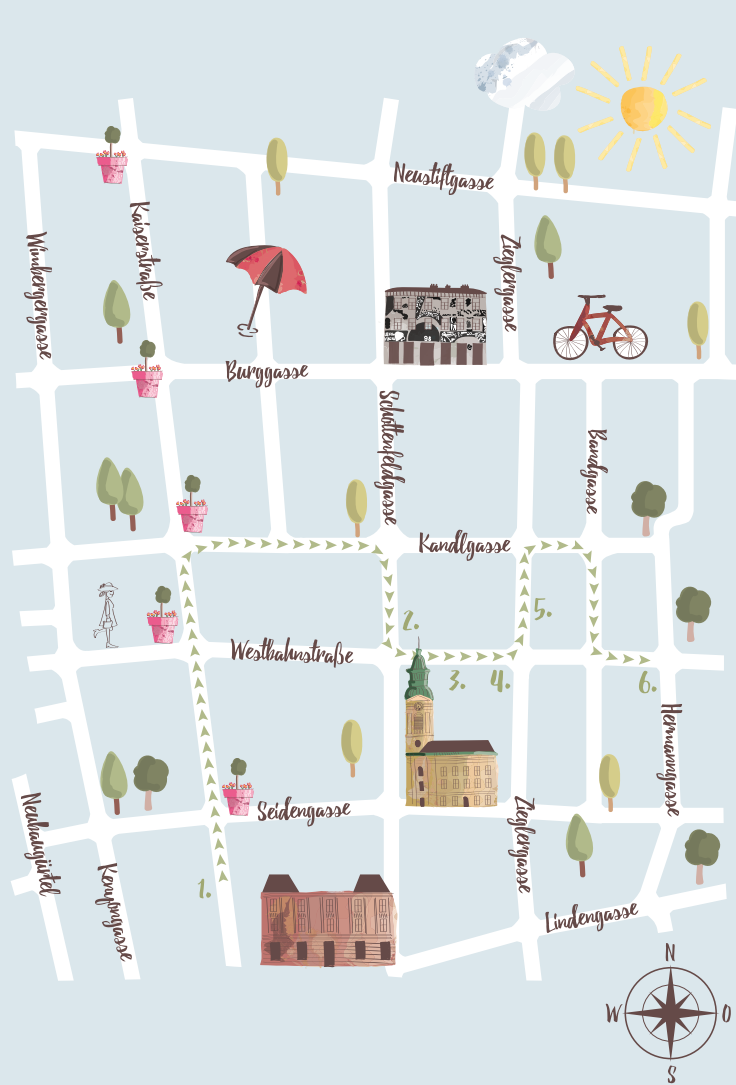 Neustiftgasse
Kaiserstraße
Wimbergergasse
Zieglergasse
Burggasse
Schottenfeldgasse
Bandgasse
Kandlgasse
5.
2.
Westbahnstraße
3.
4.
6.
Hermanngasse
Neubaugürtel
Seidengasse
Zieglergasse
Kenyongasse
1.
Lindengasse
N
W
O
S